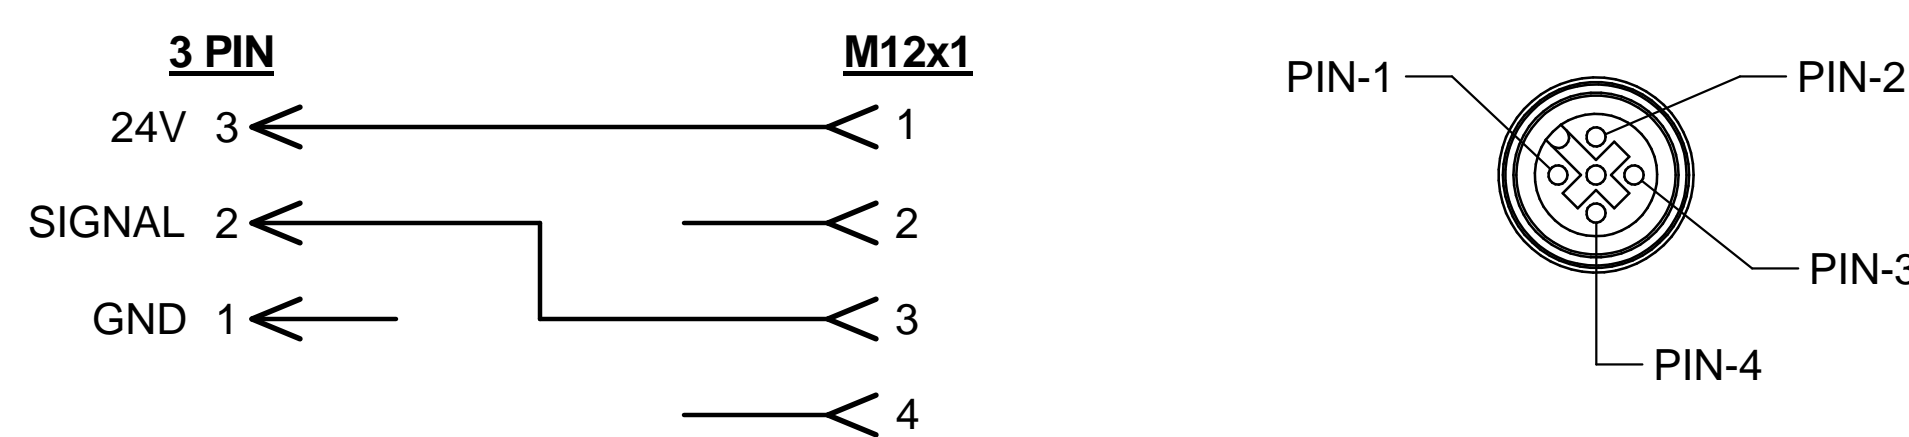 3 PIN M12x1
PIN-1 PIN-2
24V 3 1
SIGNAL 2 2
PIN-3
GND 1 3
PIN-4
4